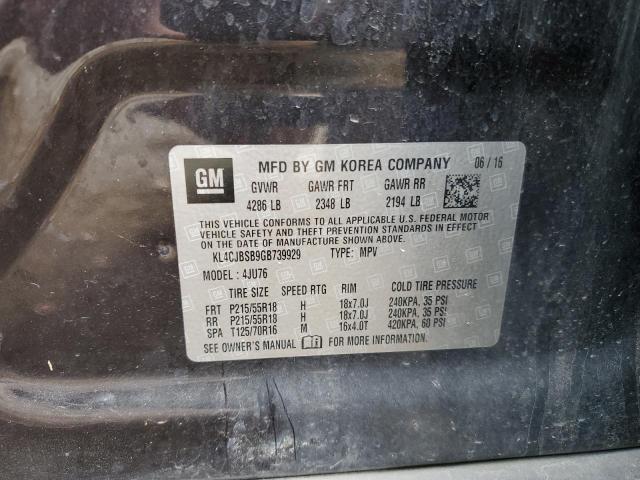 GM MFD BY GM KOREA COMPANY 06 / 16
GVWR GAWR FRT GAWR RR
4286 LB 2348 LB 2194 LB
THIS VEHICLE CONFORMS TO ALL APPLICABLE U.S. FEDERAL MOTOR
VEHICLE SAFETY AND THEFT PREVENTION STANDARDS IN EFFECT
ON THE DATE OF MANUFACTURE SHOWN ABOVE.
KL4CJBSB9GB739929 TYPE: MPV
MODEL : 4JU76
TIRE SIZE SPEED RTG RIM COLD TIRE PRESSURE
FRT P215/55R18 H 18x7.0J 240KPA, 35 PSI
RR P215/55R18 H 18x7.0J 240KPA, 35 PSI
SPA T125/70R16 M 16x4.0T 420KPA, 60 PSI
SEE OWNER'S MANUAL FOR MORE INFORMATION.